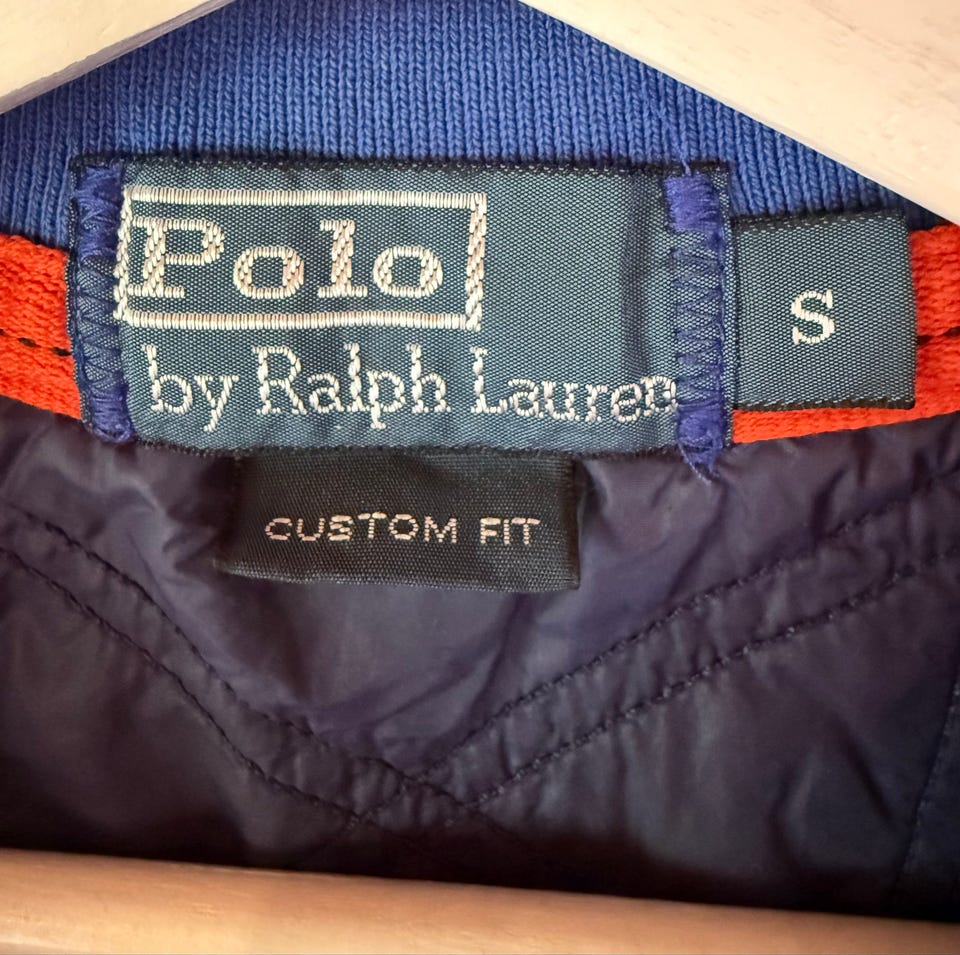 Polo
by Ralph Lauren
S
CUSTOM FIT